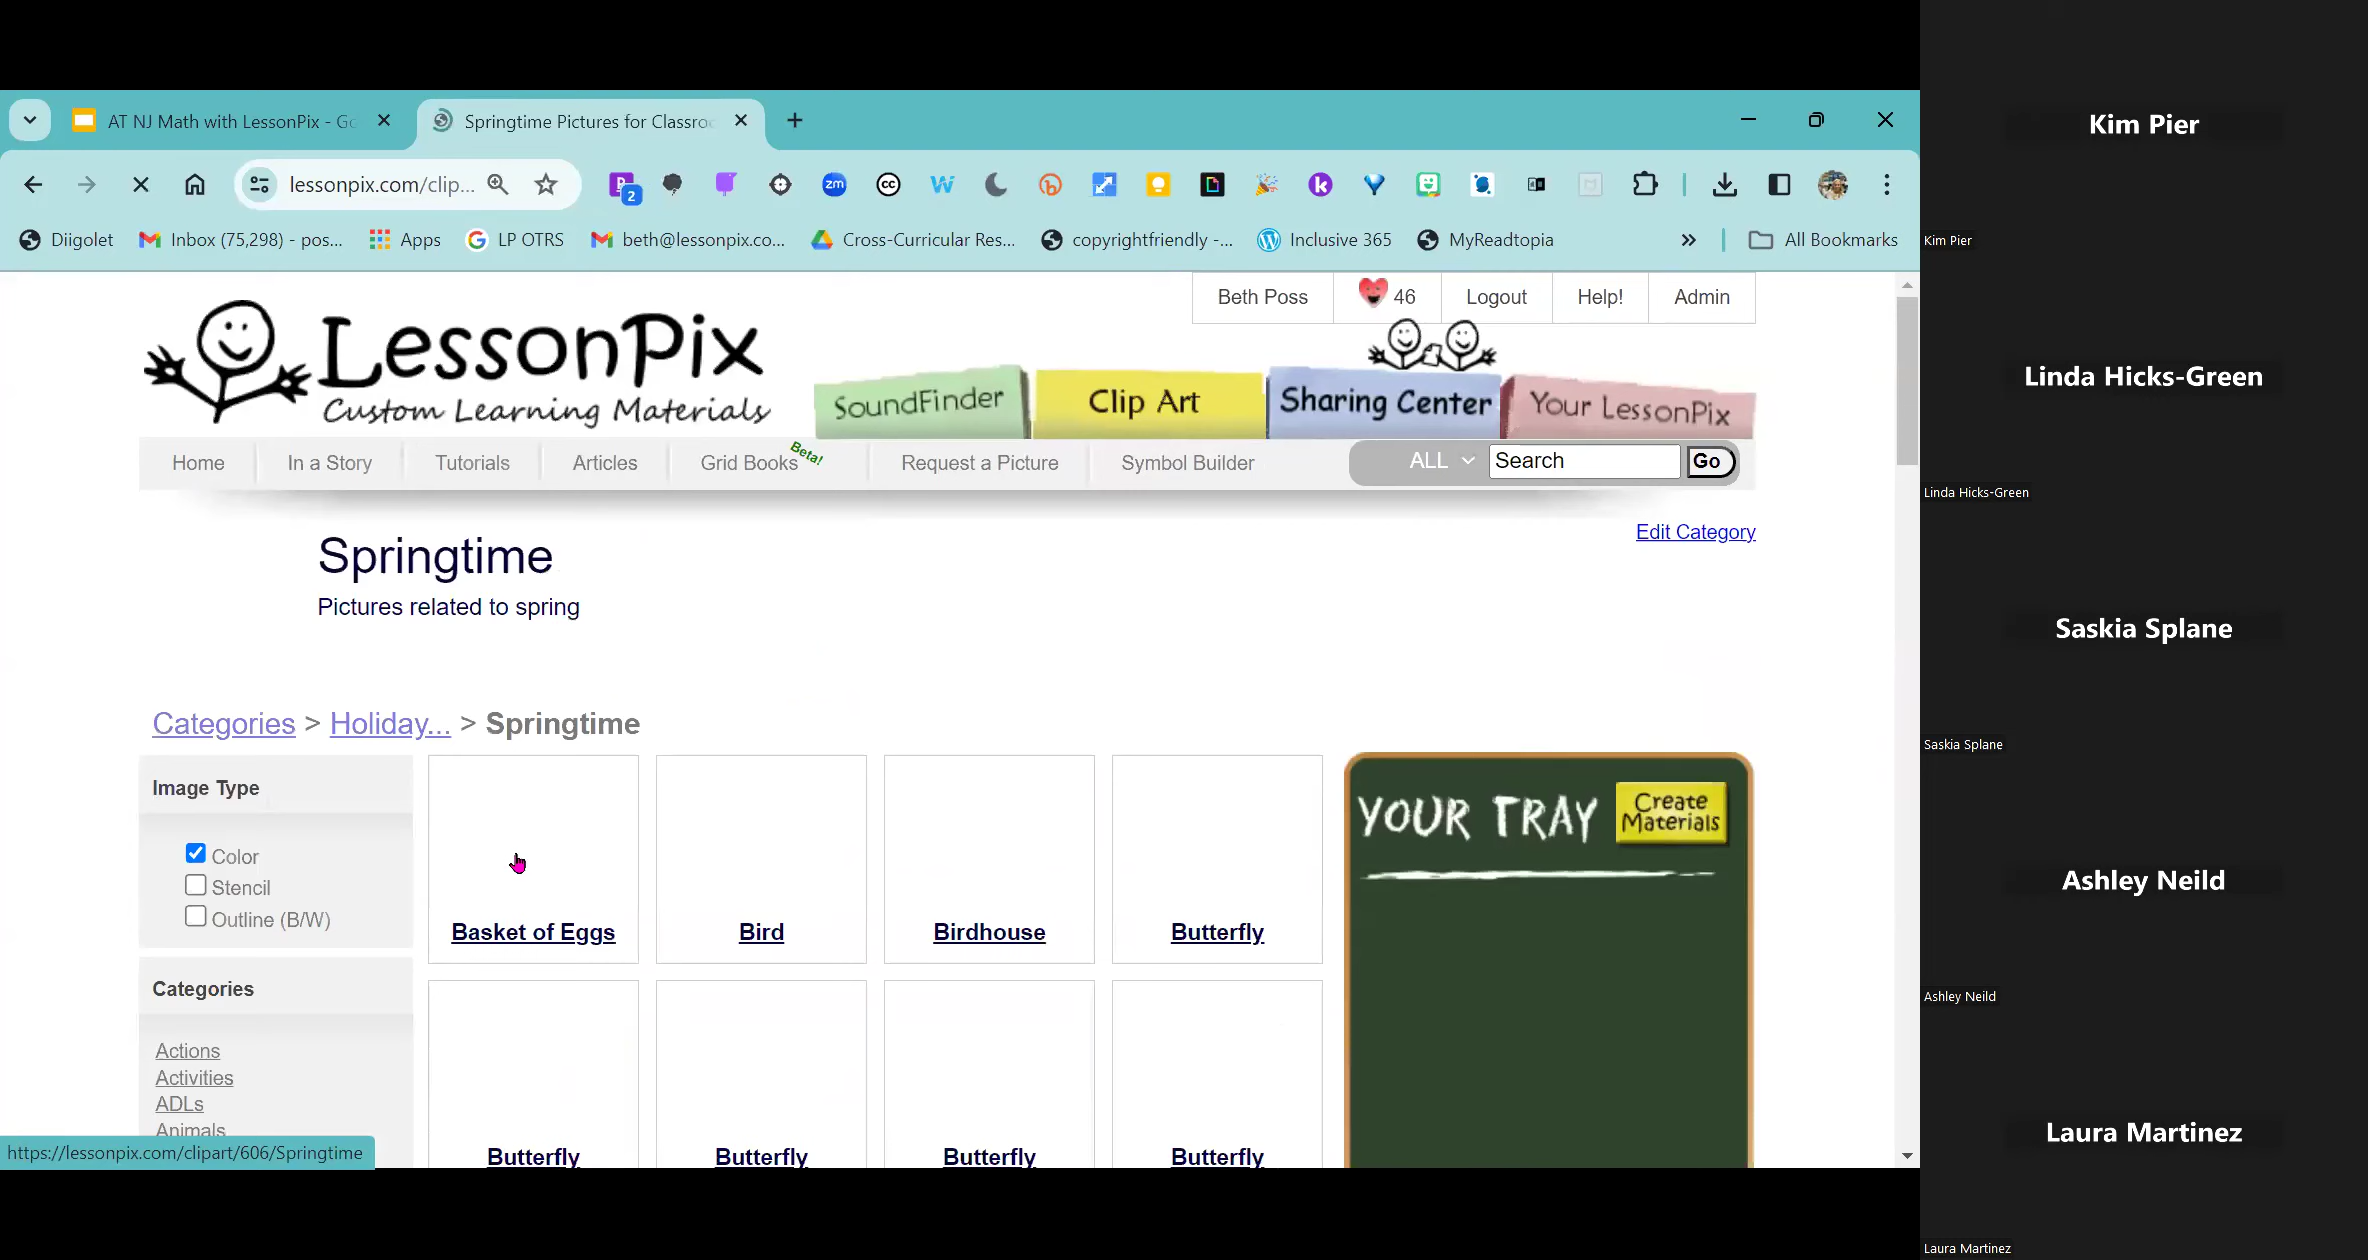 AT NJ Math with LessonPix - Go
Springtime Pictures for Classroo
lessonpix.com/clip...
2
zm
cc
W
b
k
Diigolet
Inbox (75,298) - pos...
Apps
LP OTRS
beth@lessonpix.co...
Cross-Curricular Res...
copyrightfriendly -...
Inclusive 365
MyReadtopia
All Bookmarks
Beth Poss
46
Logout
Help!
Admin
LessonPix
Custom Learning Materials
SoundFinder
Clip Art
Sharing Center
Your LessonPix
Home
In a Story
Tutorials
Articles
Grid Books
Beta!
Request a Picture
Symbol Builder
ALL
Search
Go
Edit Category
Springtime
Pictures related to spring
Categories > Holiday... > Springtime
Image Type
Color
Stencil
Outline (B/W)
Categories
Actions
Activities
ADLs
Animals
Basket of Eggs
Bird
Birdhouse
Butterfly
Butterfly
Butterfly
Butterfly
Butterfly
YOUR TRAY
Create
Materials
https://lessonpix.com/clipart/606/Springtime
Kim Pier
Kim Pier
Linda Hicks-Green
Linda Hicks-Green
Saskia Splane
Saskia Splane
Ashley Neild
Ashley Neild
Laura Martinez
Laura Martinez